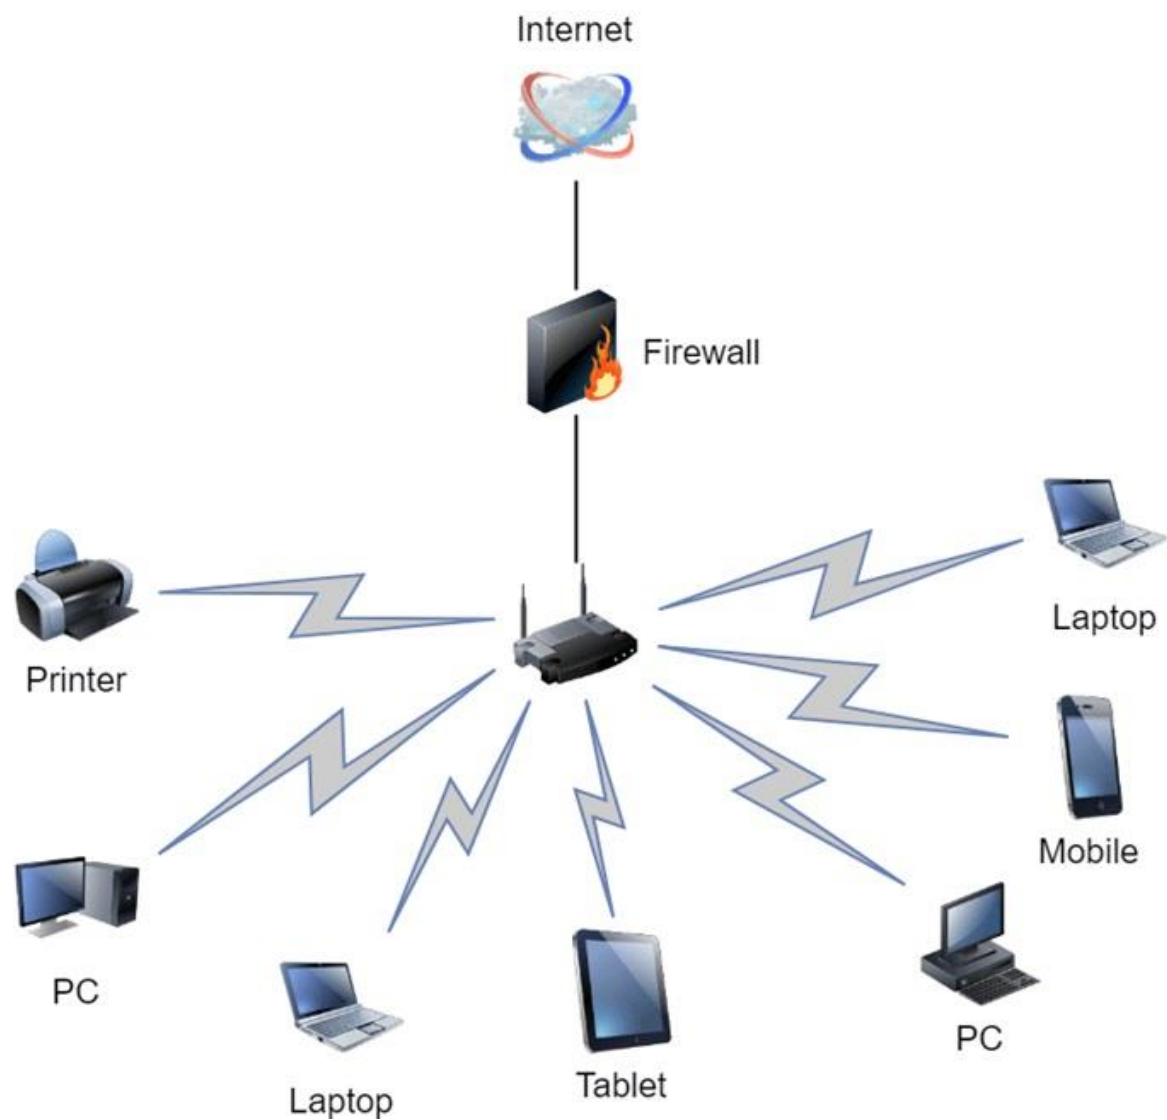 Internet
Firewall
Laptop
Printer
Mobile
PC
PC
Tablet
Laptop